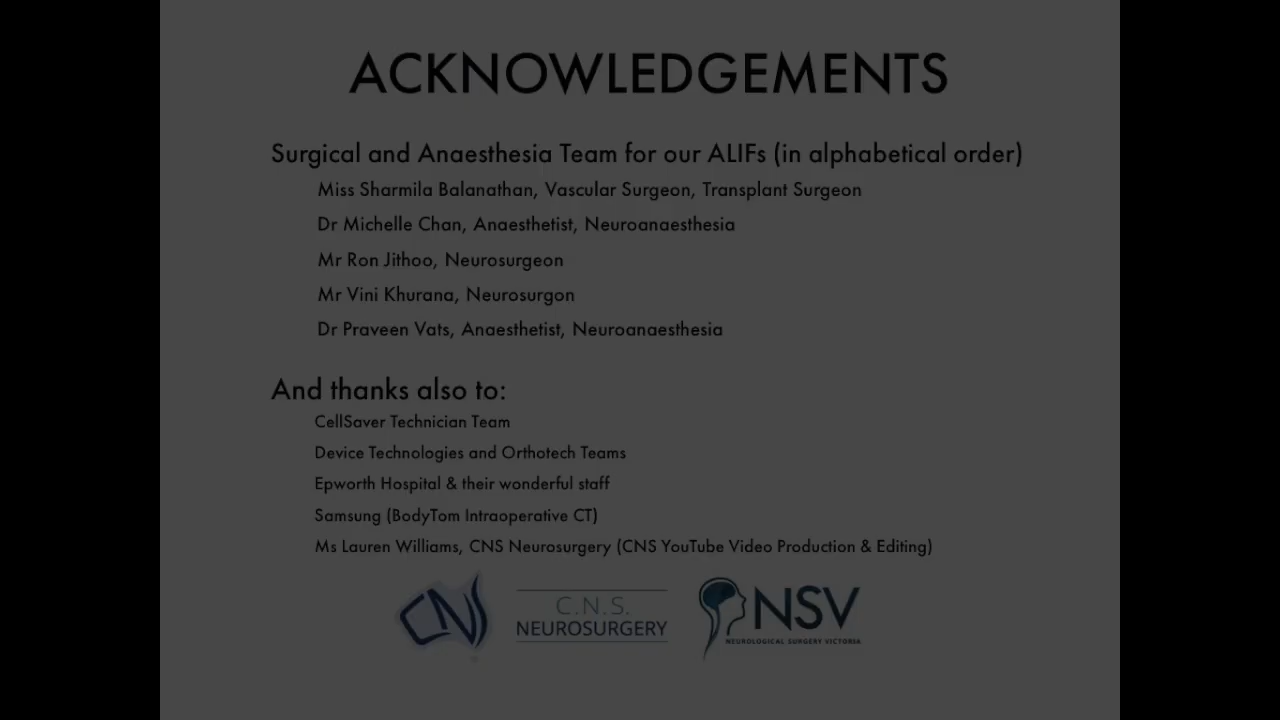 ACKNOWLEDGEMENTS
Surgical and Anaesthesia Team for our ALIFs (in alphabetical order)
Miss Sharmila Balanathan, Vascular Surgeon, Transplant Surgeon
Dr Michelle Chan, Anaesthetist, Neuroanaesthesia
Mr Ron Jithoo, Neurosurgeon
Mr Vini Khurana, Neurosurgon
Dr Praveen Vats, Anaesthetist, Neuroanaesthesia
And thanks also to:
CellSaver Technician Team
Device Technologies and Orthotech Teams
Epworth Hospital & their wonderful staff
Samsung (BodyTom Intraoperative CT)
Ms Lauren Williams, CNS Neurosurgery (CNS YouTube Video Production & Editing)
CNS
C.N.S.
NEUROSURGERY
NSV
NEUROLOGICAL SURGERY VICTORIA